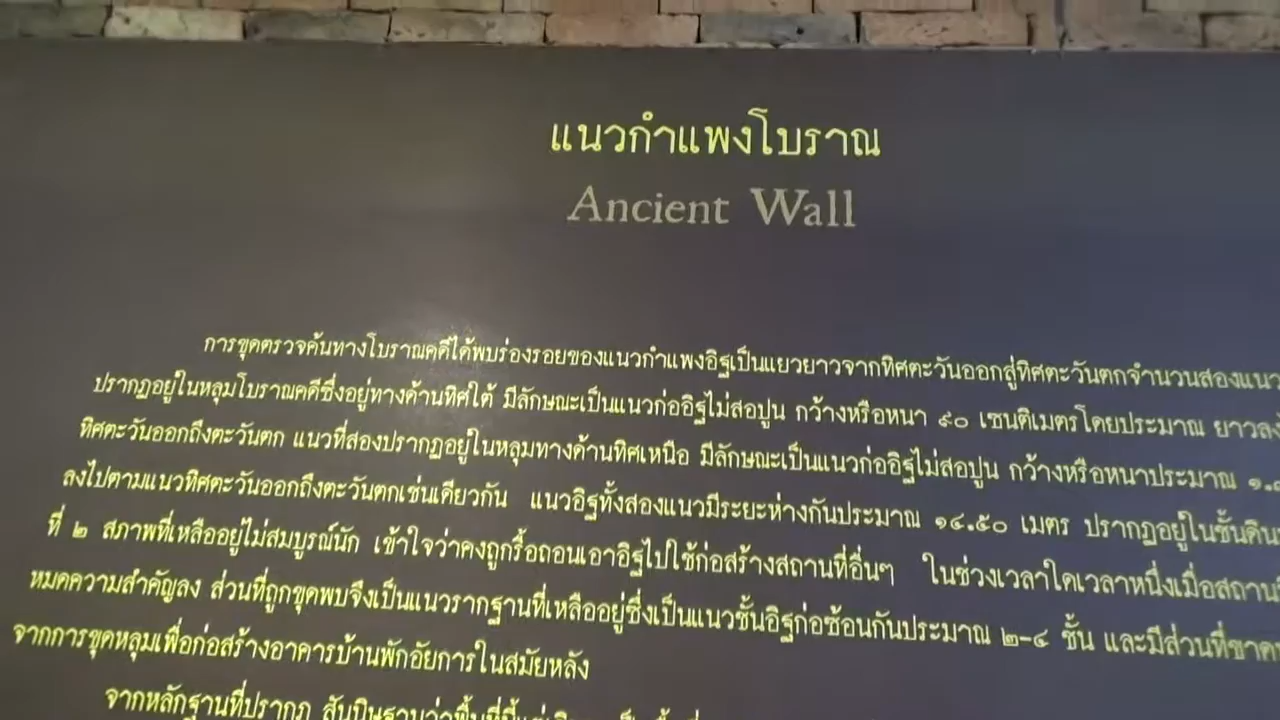 แนวกำแพงโบราณ
Ancient Wall
การขุดตรวจค้นทางโบราณคดีได้พบร่องรอยของแนวกำแพงอิฐเป็นแยวยาวจากทิศตะวันออกสู่ทิศตะวันตกจำนวนสองแนว
ปรากฏอยู่ในหลุมโบราณคดีซึ่งอยู่ทางด้านทิศใต้ มีลักษณะเป็นแนวก่ออิฐไม่สอปูน กว้างหรือหนา ๙๐ เซนติเมตรโดยประมาณ
ทิศตะวันออกถึงตะวันตก แนวที่สองปรากฏอยู่ในหลุมทางด้านทิศเหนือ มีลักษณะเป็นแนวก่ออิฐไม่สอปูน กว้างหรือหนาประมาณ
ลงไปตามแนวทิศตะวันออกถึงตะวันตกเช่นเดียวกัน แนวอิฐทั้งสองแนวมีระยะห่างกันประมาณ ๑๔.๕๐ เมตร ปรากฏอยู่ในชั้นดิน
ที่ ๒ สภาพที่เหลืออยู่ไม่สมบูรณ์นัก เข้าใจว่าคงถูกรื้อถอนเอาอิฐไปใช้ก่อสร้างสถานที่อื่นๆ ในช่วงเวลาใดเวลาหนึ่งเมื่อ
หมดความสำคัญลง ส่วนที่ถูกขุดพบจึงเป็นแนวรากฐานที่เหลืออยู่ซึ่งเป็นแนวชั้นอิฐก่อซ้อนกันประมาณ ๒-๔ ชั้น และมีส่วนที่
จากการขุดหลุมเพื่อก่อสร้างอาคารบ้านพักอัยการในสมัยหลัง
จากหลักฐานที่ปรากฏ